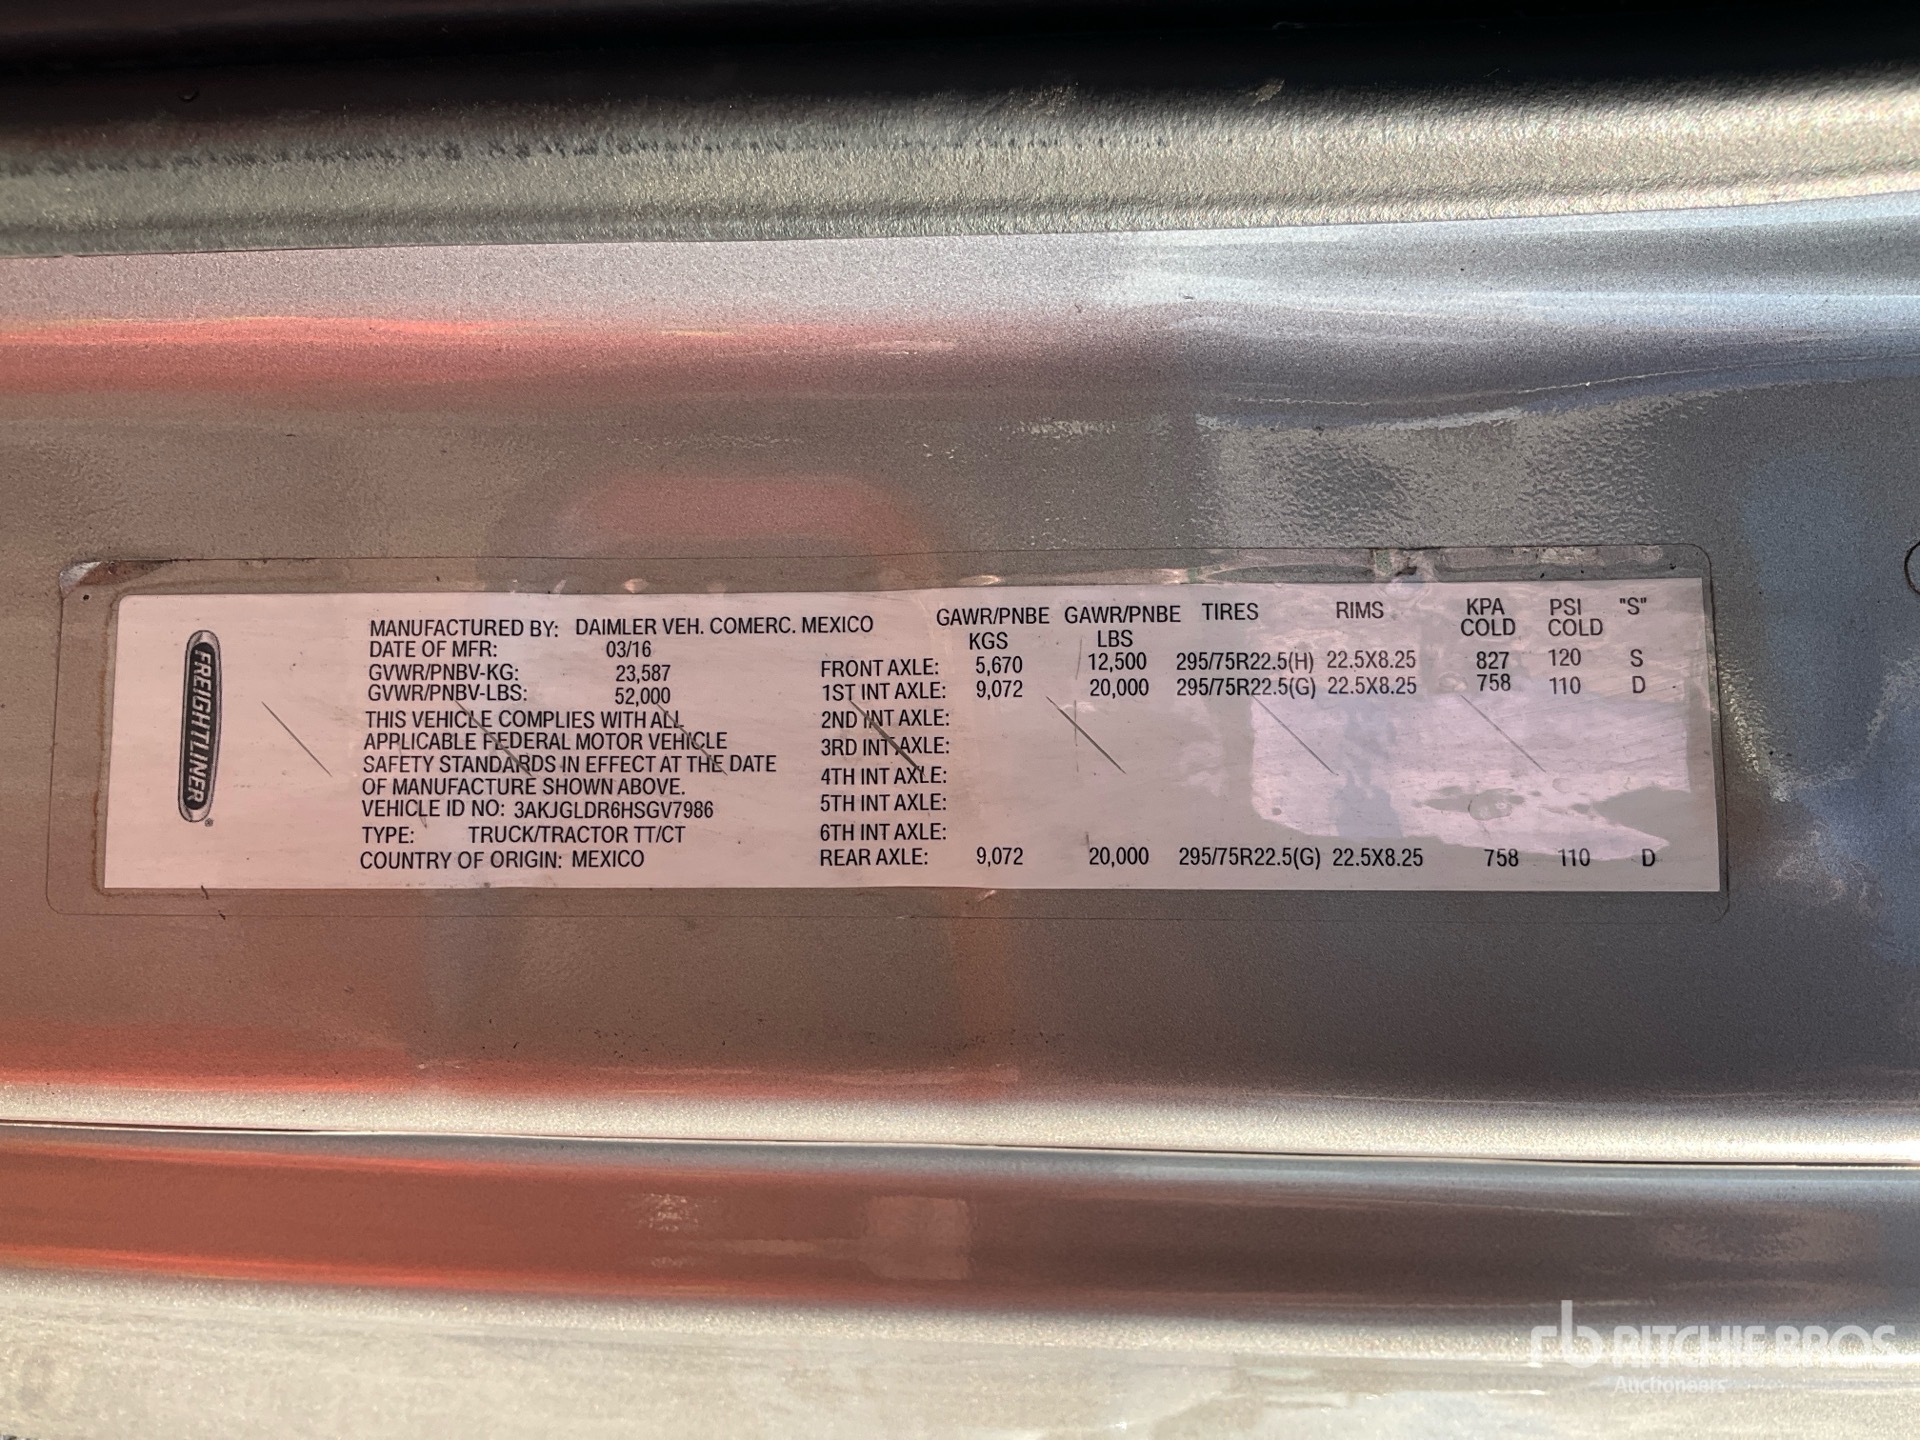 FREIGHTLINER®
MANUFACTURED BY: DAIMLER VEH. COMERC. MEXICO
DATE OF MFR: 03/16
GVWR/PNBV-KG: 23,587
GVWR/PNBV-LBS: 52,000
THIS VEHICLE COMPLIES WITH ALL
APPLICABLE FEDERAL MOTOR VEHICLE
SAFETY STANDARDS IN EFFECT AT THE DATE
OF MANUFACTURE SHOWN ABOVE.
VEHICLE ID NO: 3AKJGLDR6HSGV7986
TYPE: TRUCK/TRACTOR TT/CT
COUNTRY OF ORIGIN: MEXICO
GAWR/PNBE KGS GAWR/PNBE LBS TIRES RIMS KPA COLD PSI COLD "S"
FRONT AXLE: 5,670 12,500 295/75R22.5(H) 22.5X8.25 827 120 S
1ST INT AXLE: 9,072 20,000 295/75R22.5(G) 22.5X8.25 758 110 D
2ND INT AXLE:
3RD INT AXLE:
4TH INT AXLE:
5TH INT AXLE:
6TH INT AXLE:
REAR AXLE: 9,072 20,000 295/75R22.5(G) 22.5X8.25 758 110 D
rb RITCHIE BROS
Auctioneers